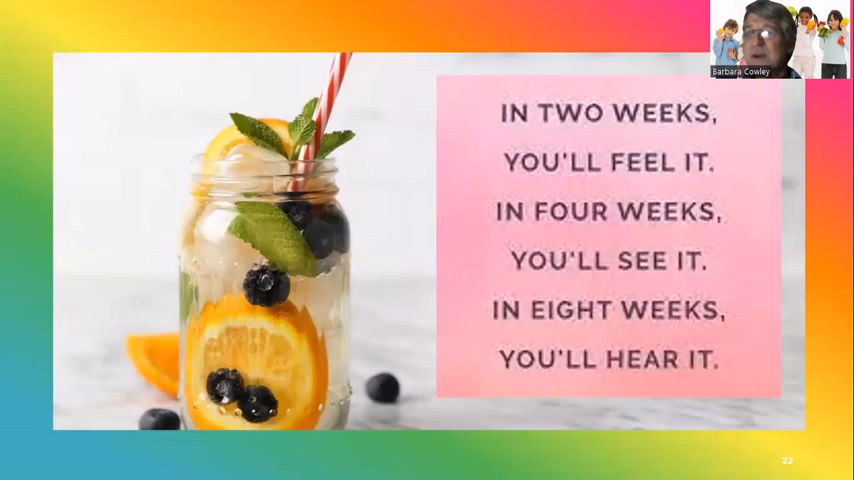 Barbara Cowley
IN TWO WEEKS,
YOU'LL FEEL IT.
IN FOUR WEEKS,
YOU'LL SEE IT.
IN EIGHT WEEKS,
YOU'LL HEAR IT.
22